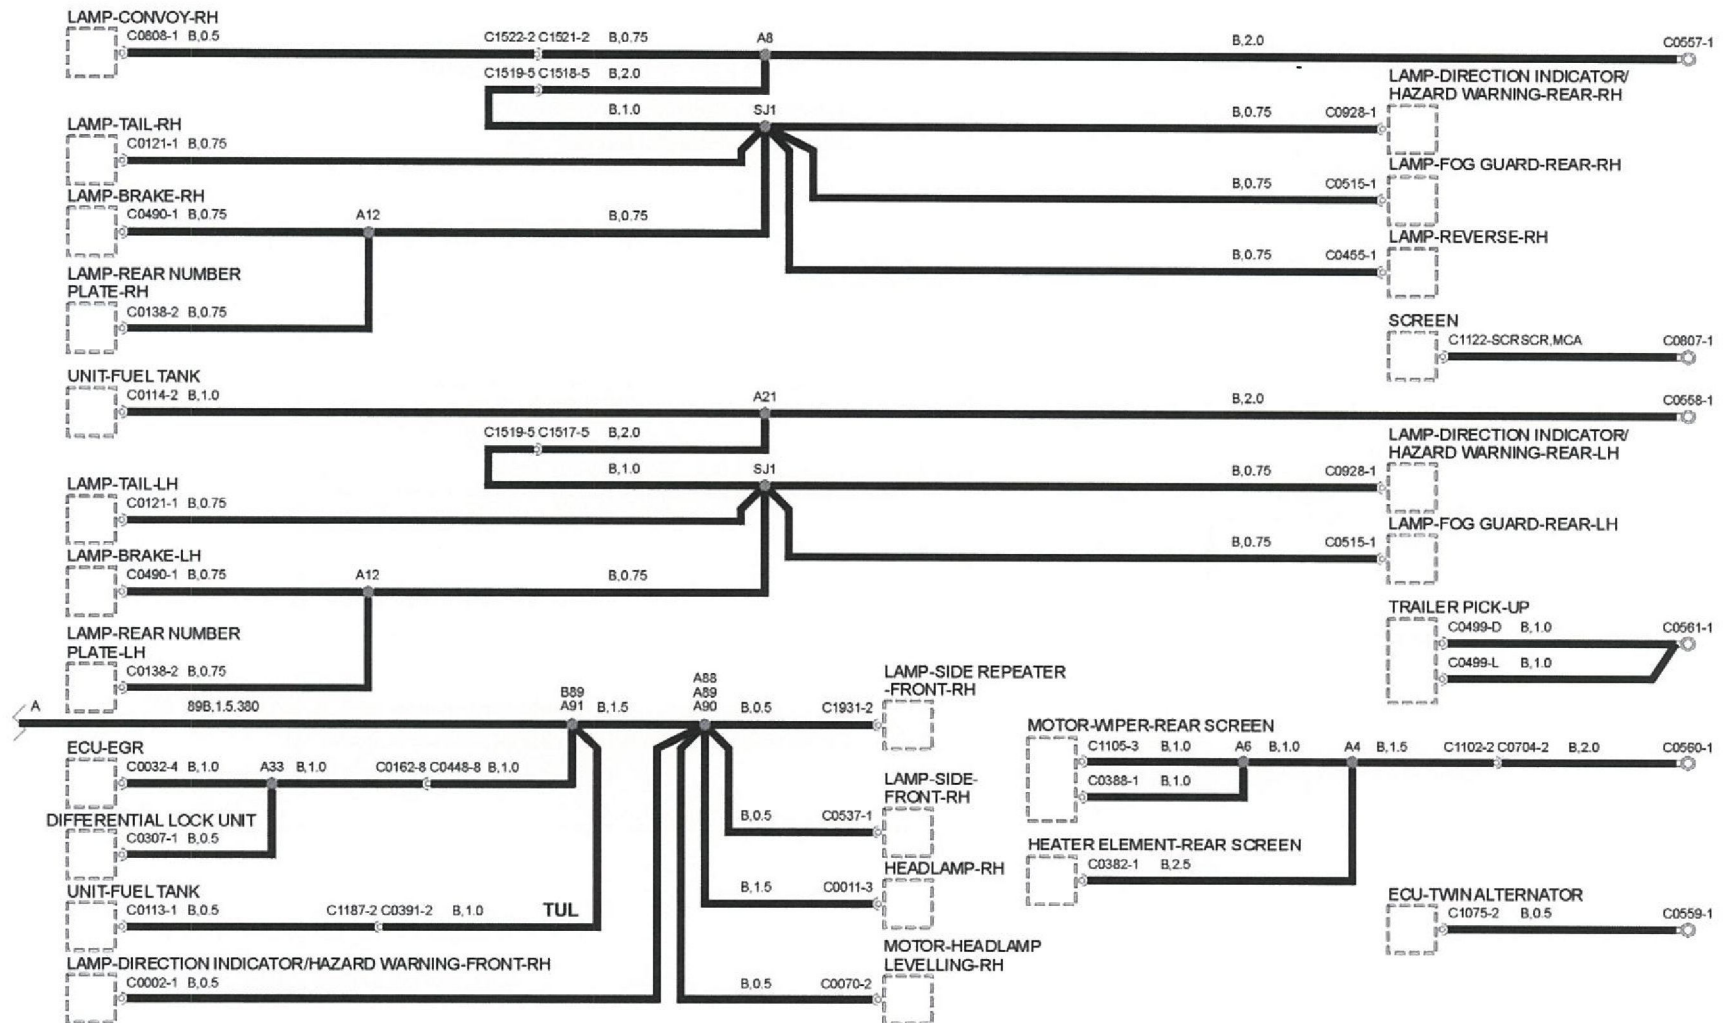 LAMP-CONVOY-RH
C0808-1 B,0.5
C1522-2 C1521-2 B,0.75
A8
B,2.0
C0557-1
C1519-5 C1518-5 B,2.0
LAMP-DIRECTION INDICATOR/
HAZARD WARNING-REAR-RH
B,1.0
SJ1
B,0.75
C0928-1
LAMP-TAIL-RH
C0121-1 B,0.75
LAMP-FOG GUARD-REAR-RH
B,0.75
C0515-1
LAMP-BRAKE-RH
C0490-1 B,0.75
A12
B,0.75
LAMP-REVERSE-RH
B,0.75
C0455-1
LAMP-REAR NUMBER
PLATE-RH
C0138-2 B,0.75
SCREEN
C1122-SCRSCR,MCA
C0807-1
UNIT-FUEL TANK
C0114-2 B,1.0
A21
B,2.0
C0558-1
C1519-5 C1517-5 B,2.0
LAMP-DIRECTION INDICATOR/
HAZARD WARNING-REAR-LH
B,1.0
SJ1
B,0.75
C0928-1
LAMP-TAIL-LH
C0121-1 B,0.75
LAMP-FOG GUARD-REAR-LH
B,0.75
C0515-1
LAMP-BRAKE-LH
C0490-1 B,0.75
A12
B,0.75
TRAILER PICK-UP
C0499-D B,1.0
C0561-1
C0499-L B,1.0
LAMP-REAR NUMBER
PLATE-LH
C0138-2 B,0.75
A
89B,1.5,380
B89
A91
B,1.5
A88
A89
A90
B,0.5
C1931-2
LAMP-SIDE REPEATER
-FRONT-RH
ECU-EGR
C0032-4 B,1.0
A33
B,1.0
C0162-8 C0448-8 B,1.0
MOTOR-WIPER-REAR SCREEN
C1105-3 B,1.0
A6
B,1.0
A4
B,1.5
C1102-2 C0704-2 B,2.0
C0560-1
C0388-1 B,1.0
LAMP-SIDE-
FRONT-RH
B,0.5
C0537-1
DIFFERENTIAL LOCK UNIT
C0307-1 B,0.5
HEATER ELEMENT-REAR SCREEN
C0382-1 B,2.5
HEADLAMP-RH
B,1.5
C0011-3
UNIT-FUEL TANK
C0113-1 B,0.5
C1187-2 C0391-2 B,1.0
TUL
ECU-TWIN ALTERNATOR
C1075-2 B,0.5
C0559-1
MOTOR-HEADLAMP
LEVELLING-RH
B,0.5
C0070-2
LAMP-DIRECTION INDICATOR/HAZARD WARNING-FRONT-RH
C0002-1 B,0.5